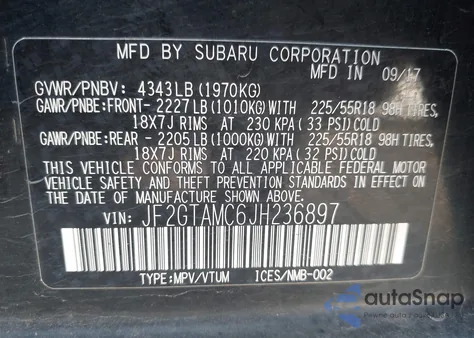 MFD BY SUBARU CORPORATION
MFD IN 09/17
GVWR/PNBV: 4343LB(1970KG)
GAWR/PNBE:FRONT- 2227LB(1010KG)WITH 225/55R18 98H TIRES,
18X7J RIMS AT 230 KPA(33 PSI)COLD
GAWR/PNBE:REAR - 2205LB(1000KG)WITH 225/55R18 98H TIRES,
18X7J RIMS AT 220 KPA(32 PSI)COLD
THIS VEHICLE CONFORMS TO ALL APPLICABLE FEDERAL MOTOR
VEHICLE SAFETY AND THEFT PREVENTION STANDARDS IN EFFECT
ON THE DATE OF MANUFACTURE SHOWN ABOVE.
VIN: JF2GTAMC6JH236897
TYPE:MPV/VTUM ICES/NMB-002
autoSnap